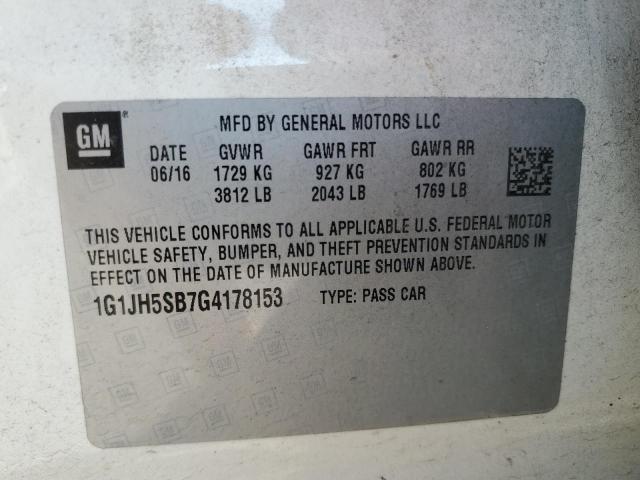 GM
MFD BY GENERAL MOTORS LLC
DATE GVWR GAWR FRT GAWR RR
06/16 1729 KG 927 KG 802 KG
3812 LB 2043 LB 1769 LB
THIS VEHICLE CONFORMS TO ALL APPLICABLE U.S. FEDERAL MOTOR
VEHICLE SAFETY, BUMPER, AND THEFT PREVENTION STANDARDS IN
EFFECT ON THE DATE OF MANUFACTURE SHOWN ABOVE.
1G1JH5SB7G4178153 TYPE: PASS CAR